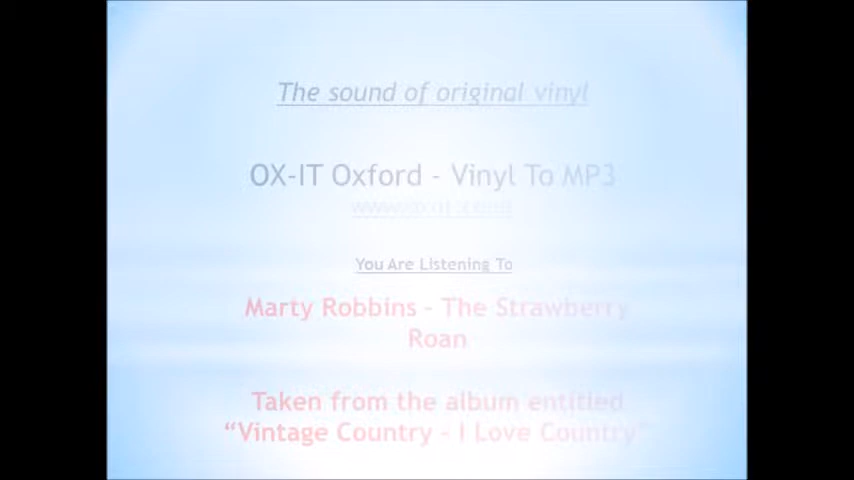 The sound of original vinyl
OX-IT Oxford - Vinyl To MP3
You Are Listening To
Marty Robbins - The Strawberry
Roan
Taken from the album entitled
“Vintage Country - I Love Country”